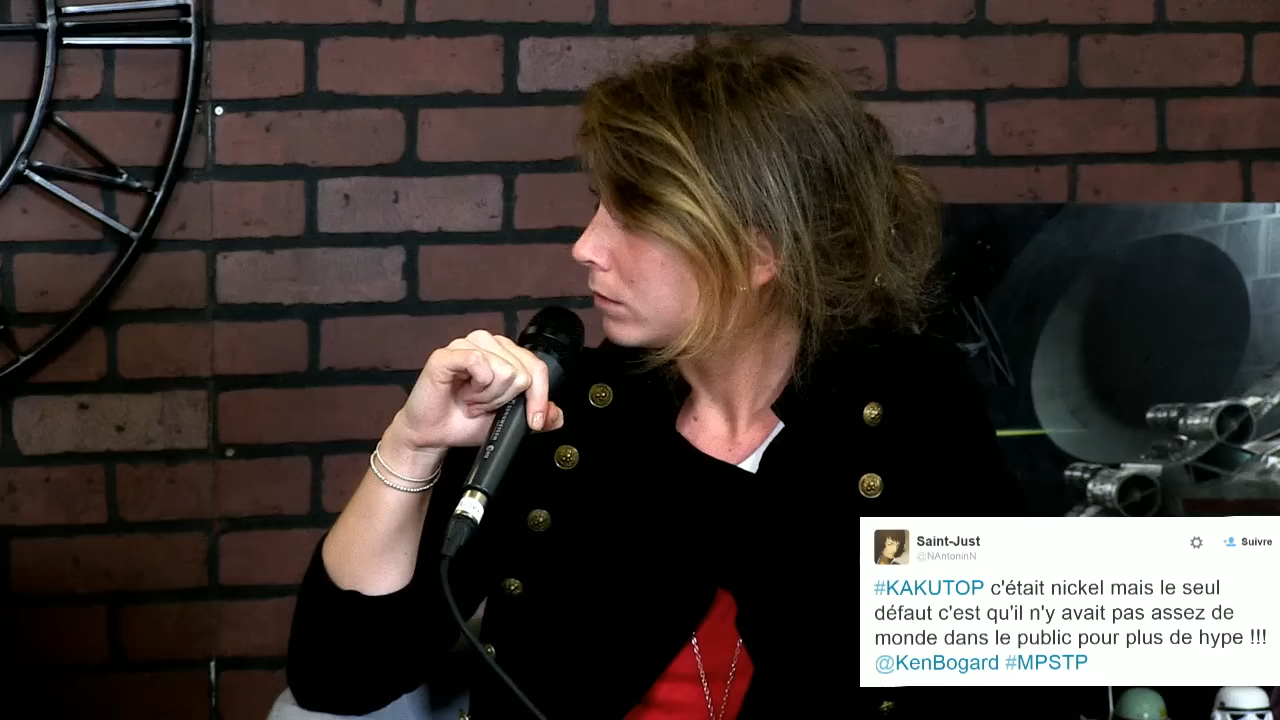 Saint-Just
@NAntoninN
Suivre
#KAKUTOP c'était nickel mais le seul
défaut c'est qu'il n'y avait pas assez de
monde dans le public pour plus de hype !!!
@KenBogard #MPSTP